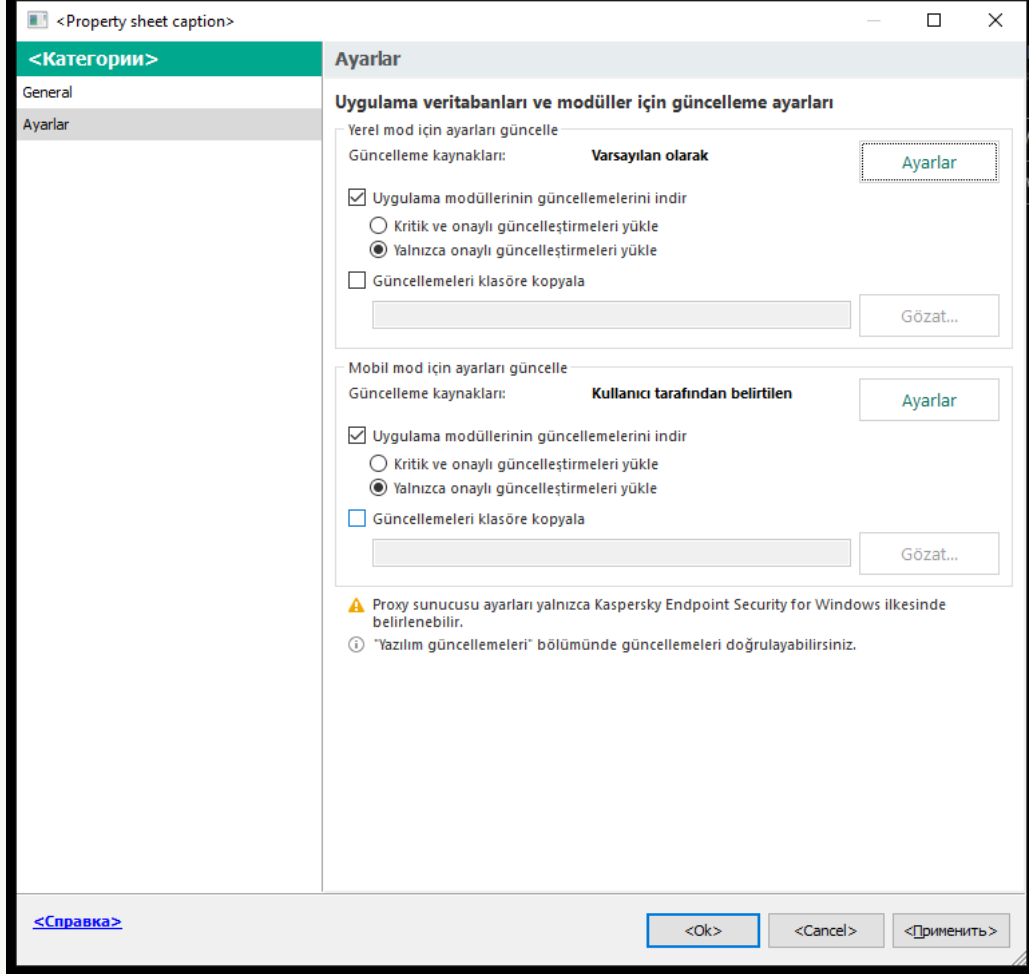 <Property sheet caption>
<Категории>
General
Ayarlar
Ayarlar
Uygulama veritabanları ve modüller için güncelleme ayarları
Yerel mod için ayarları güncelle
Güncelleme kaynakları: Varsayılan olarak Ayarlar
Uygulama modüllerinin güncellemelerini indir
Kritik ve onaylı güncelleştirmeleri yükle
Yalnızca onaylı güncelleştirmeleri yükle
Güncellemeleri klasöre kopyala
Gözat...
Mobil mod için ayarları güncelle
Güncelleme kaynakları: Kullanıcı tarafından belirtilen Ayarlar
Uygulama modüllerinin güncellemelerini indir
Kritik ve onaylı güncelleştirmeleri yükle
Yalnızca onaylı güncelleştirmeleri yükle
Güncellemeleri klasöre kopyala
Gözat...
Proxy sunucusu ayarları yalnızca Kaspersky Endpoint Security for Windows ilkesinde
belirlenebilir.
"Yazılım güncellemeleri" bölümünde güncellemeleri doğrulayabilirsiniz.
<Справка>
<Ok> <Cancel> <Применить>